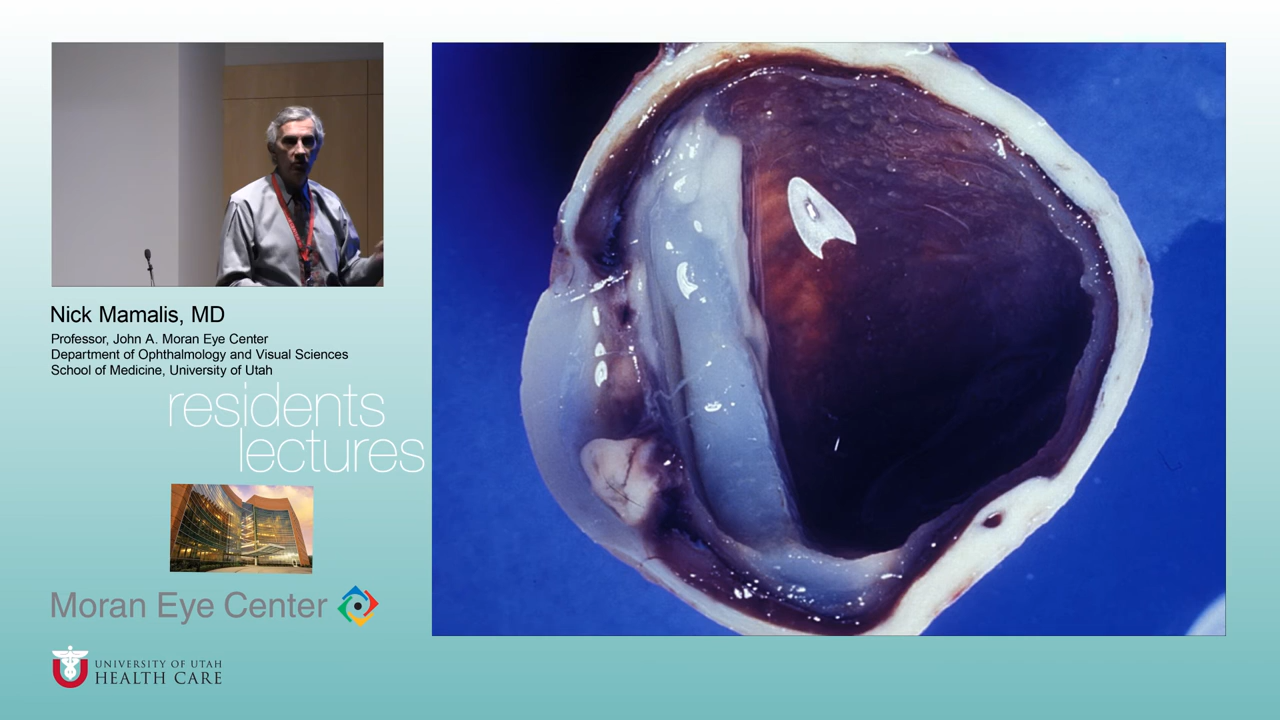 Nick Mamalis, MD
Professor, John A. Moran Eye Center
Department of Ophthalmology and Visual Sciences
School of Medicine, University of Utah
residents
lectures
Moran Eye Center
UNIVERSITY OF UTAH
HEALTH CARE